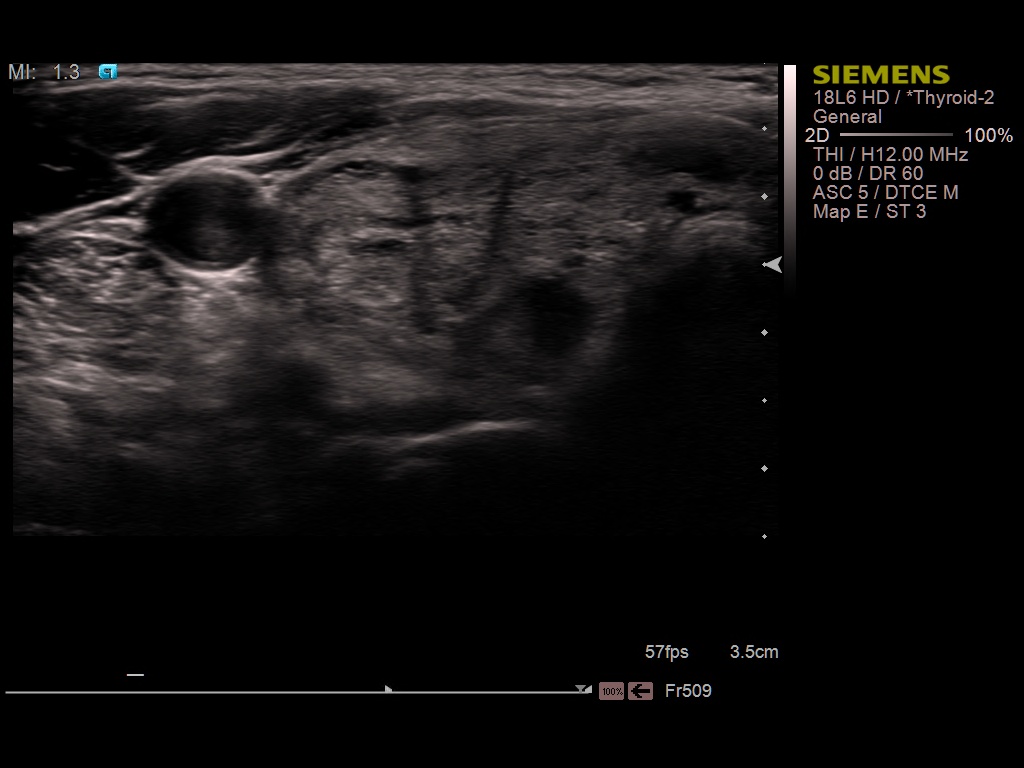 MI: 1.3
SIEMENS
18L6 HD / *Thyroid-2
General
2D 100%
THI / H12.00 MHz
0 dB / DR 60
ASC 5 / DTCE M
Map E / ST 3
57fps 3.5cm
100% Fr509